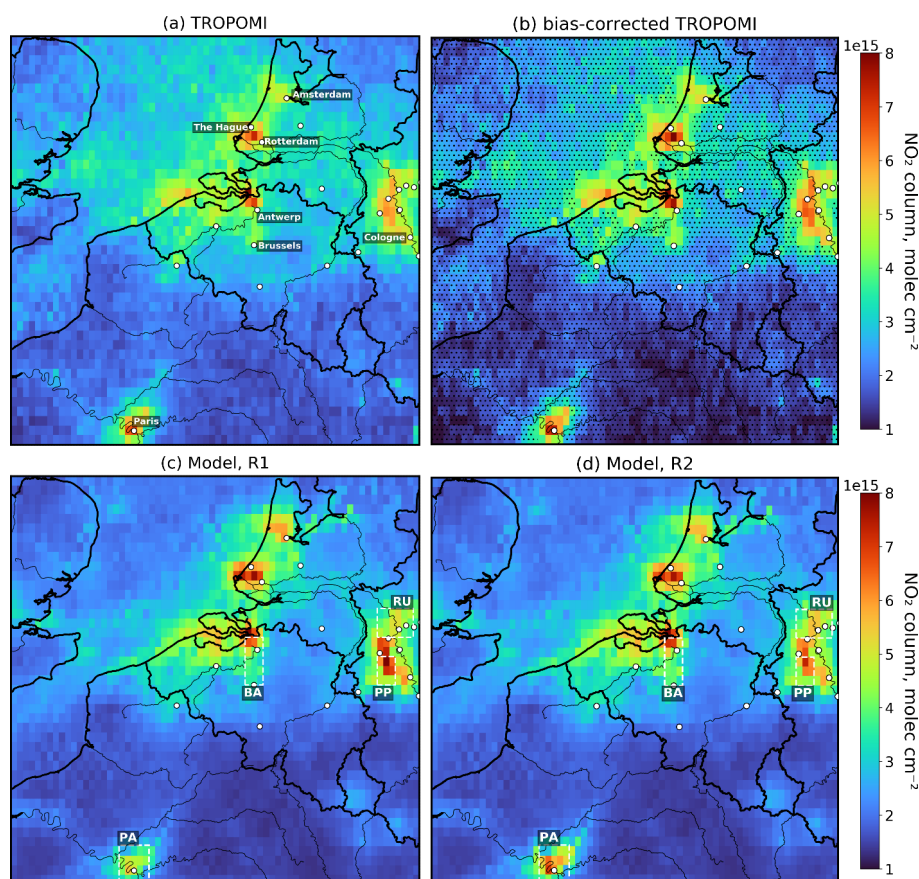 (a) TROPOMI
(b) bias-corrected TROPOMI
1e15
Amsterdam
The Hague
Rotterdam
Antwerp
Brussels
Cologne
Paris
8
7
6
5
4
3
2
1
NO₂ column, molec cm⁻²
(c) Model, R1
(d) Model, R2
1e15
RU
BA
PP
PA
RU
BA
PP
PA
8
7
6
5
4
3
2
1
NO₂ column, molec cm⁻²